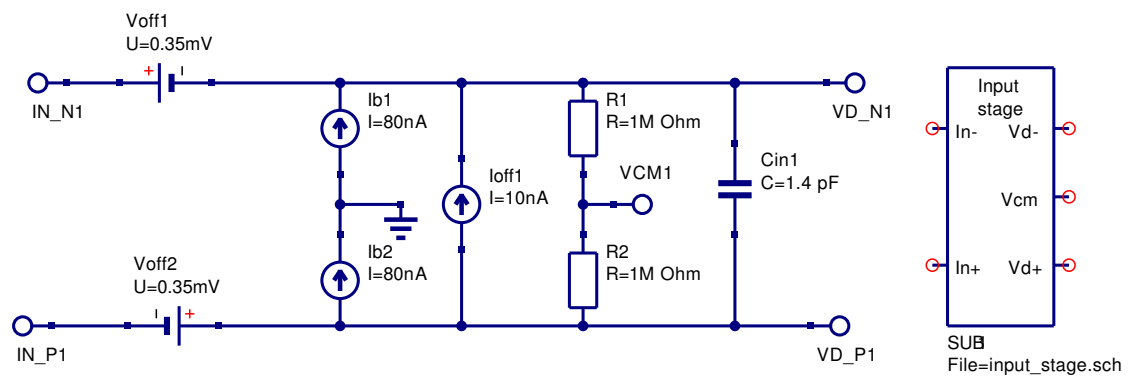 Voff1
U=0.35mV
IN_N1
Ib1
I=80nA
Ioff1
I=10nA
R1
R=1M Ohm
VCM1
Cin1
C=1.4 pF
VD_N1
Ib2
I=80nA
R2
R=1M Ohm
Voff2
U=0.35mV
IN_P1
VD_P1
Input
stage
In- Vd-
Vcm
In+ Vd+
File=input_stage.sch